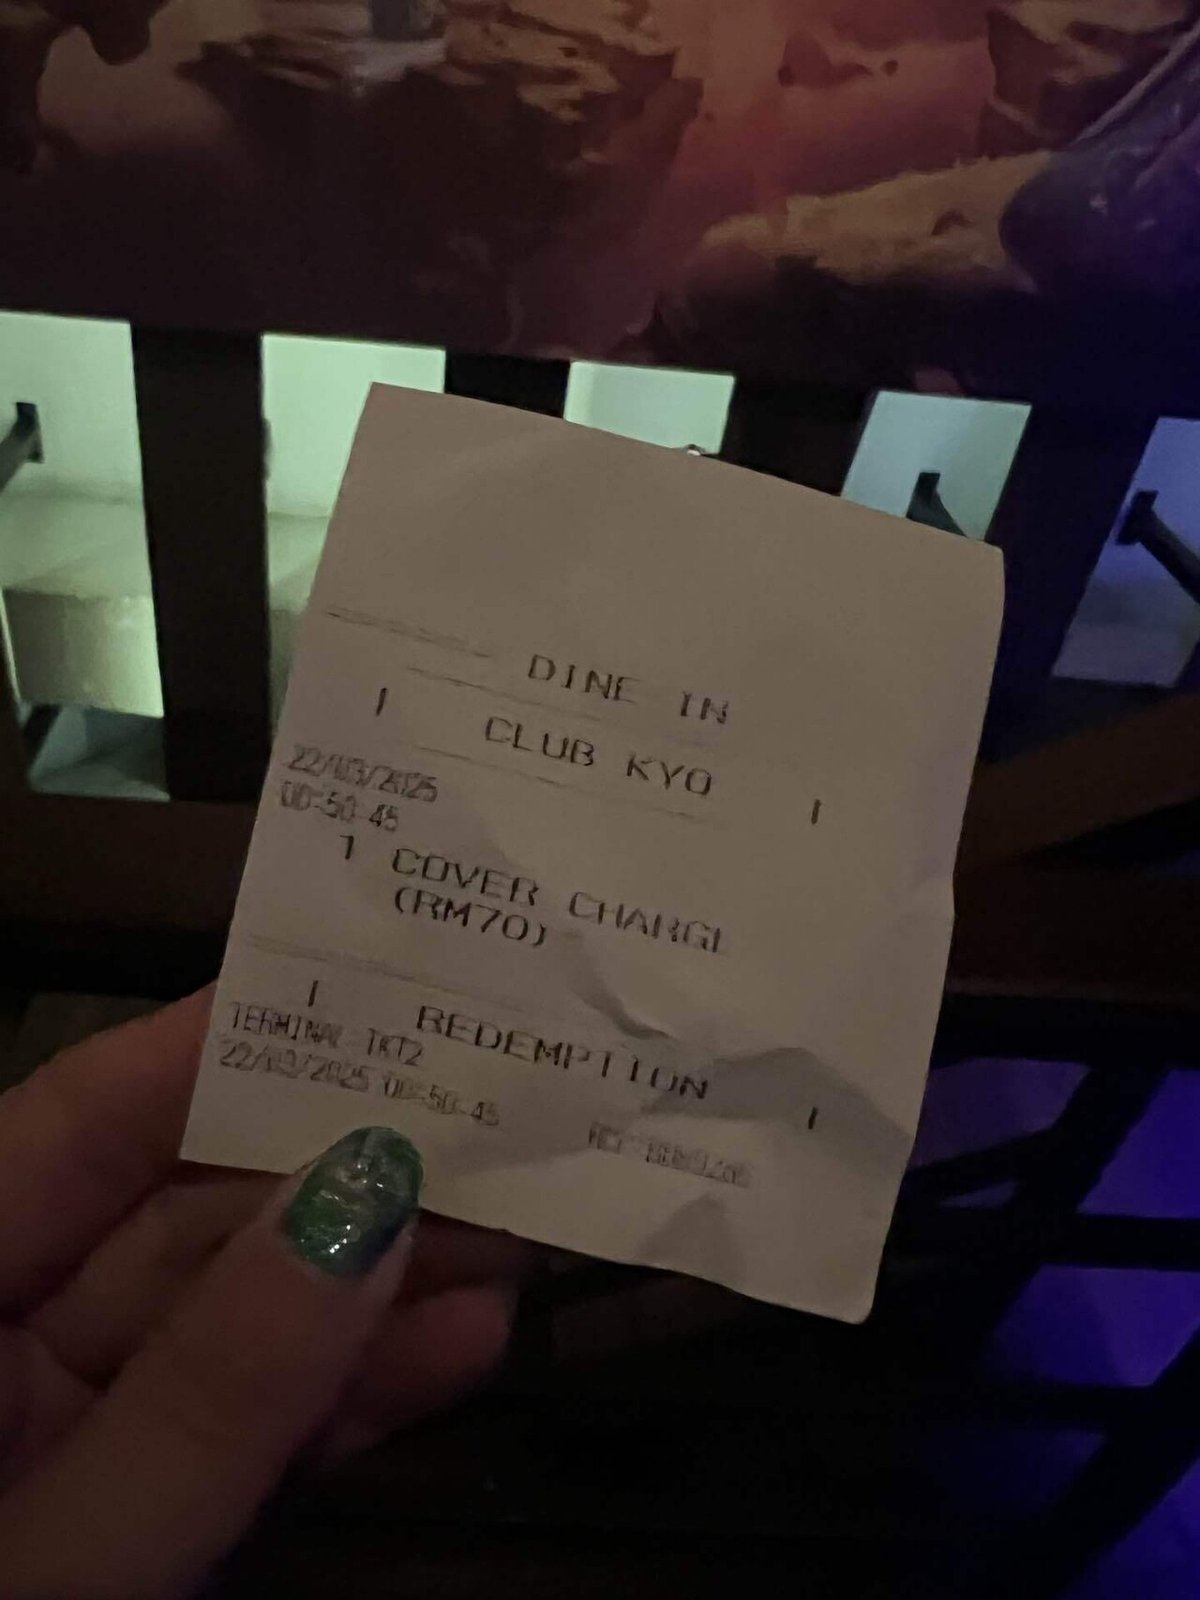 DINE IN
| CLUB KYO |
22/03/2025
00:50:45
1 COVER CHARGE
(RM70)
| REDEMPTION |
TERMINAL TKT2
22/03/2025 00:50:45